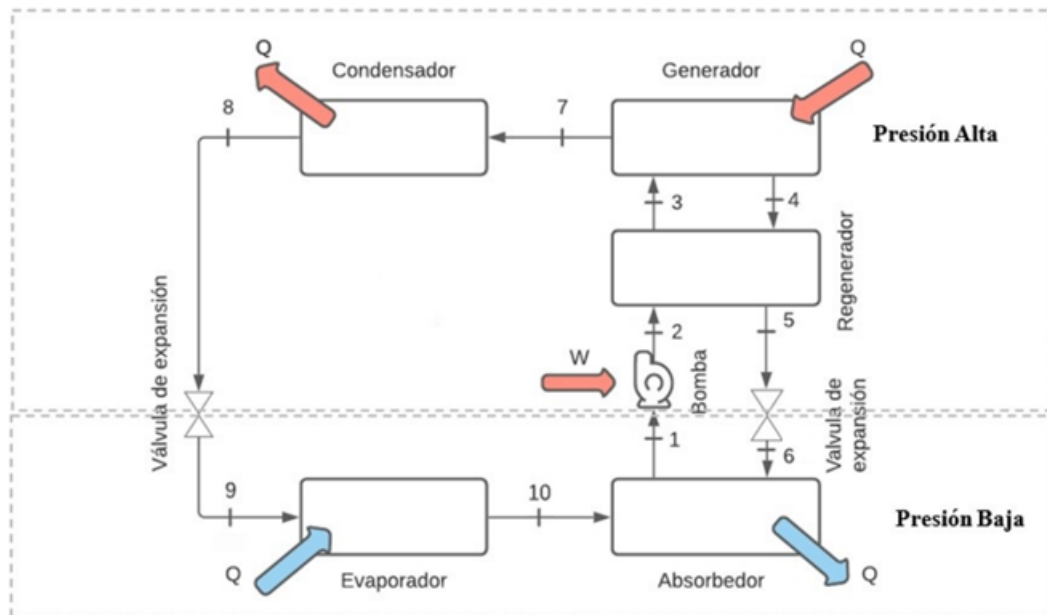 Q
Condensador
Generador
Q
8
7
Presión Alta
3
4
Regenerador
2
5
W
Bomba
Válvula de expansión
1
Valvula de
expansión
6
9
10
Presión Baja
Q
Evaporador
Absorbedor
Q